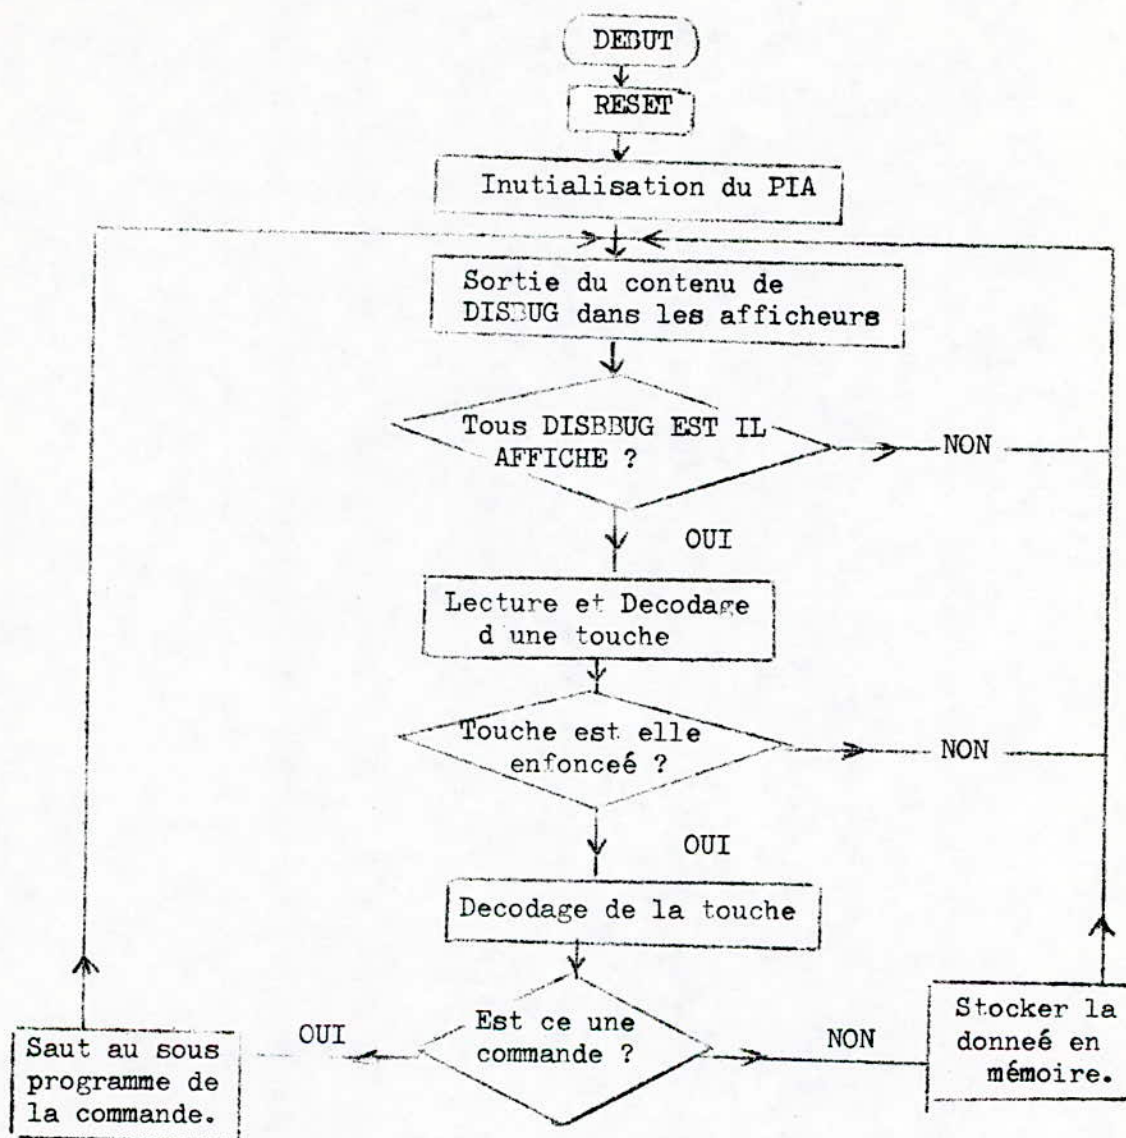 DEBUT
RESET
Inutialisation du PIA
Sortie du contenu de
DISBUG dans les afficheurs
Tous DISBBUG EST IL
AFFICHE ?
NON
OUI
Lecture et Decodage
d'une touche
Touche est elle
enfonceé ?
NON
OUI
Decodage de la touche
Est ce une
commande ?
OUI
NON
Saut au sous
programme de
la commande.
Stocker la
donneé en
mémoire.